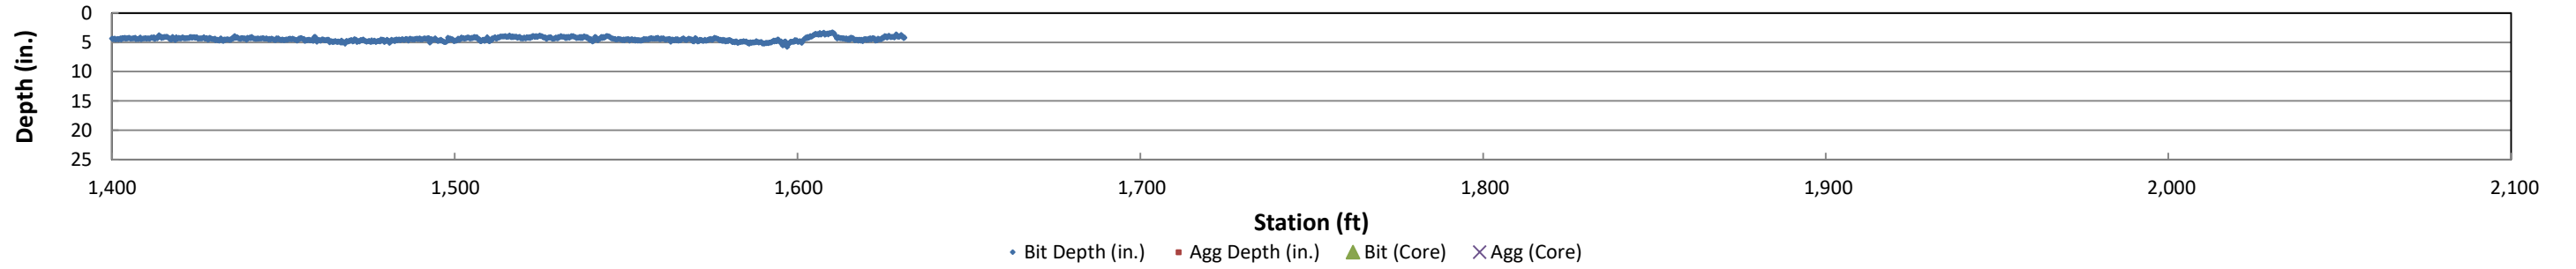 0
5
10
15
20
25
Depth (in.)
1,400 1,500 1,600 1,700 1,800 1,900 2,000 2,100
Station (ft)
Bit Depth (in.) Agg Depth (in.) Bit (Core) Agg (Core)